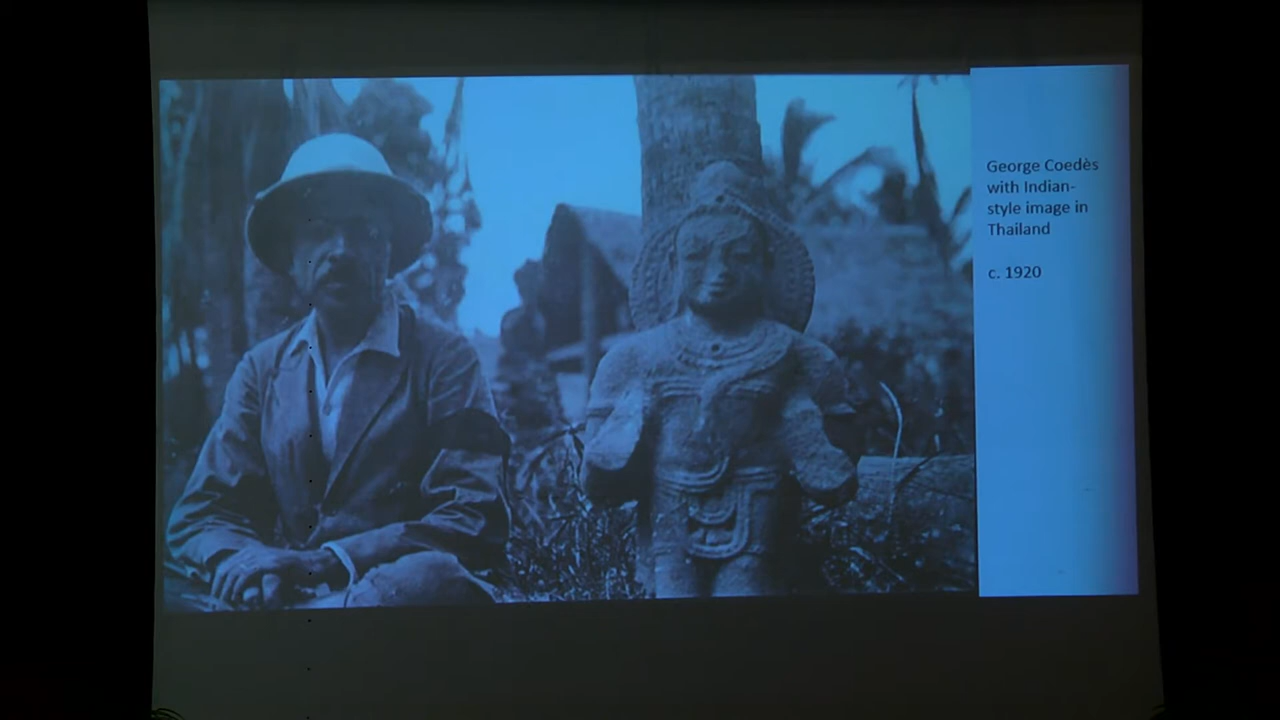 George Coedès
with Indian-
style image in
Thailand
c. 1920